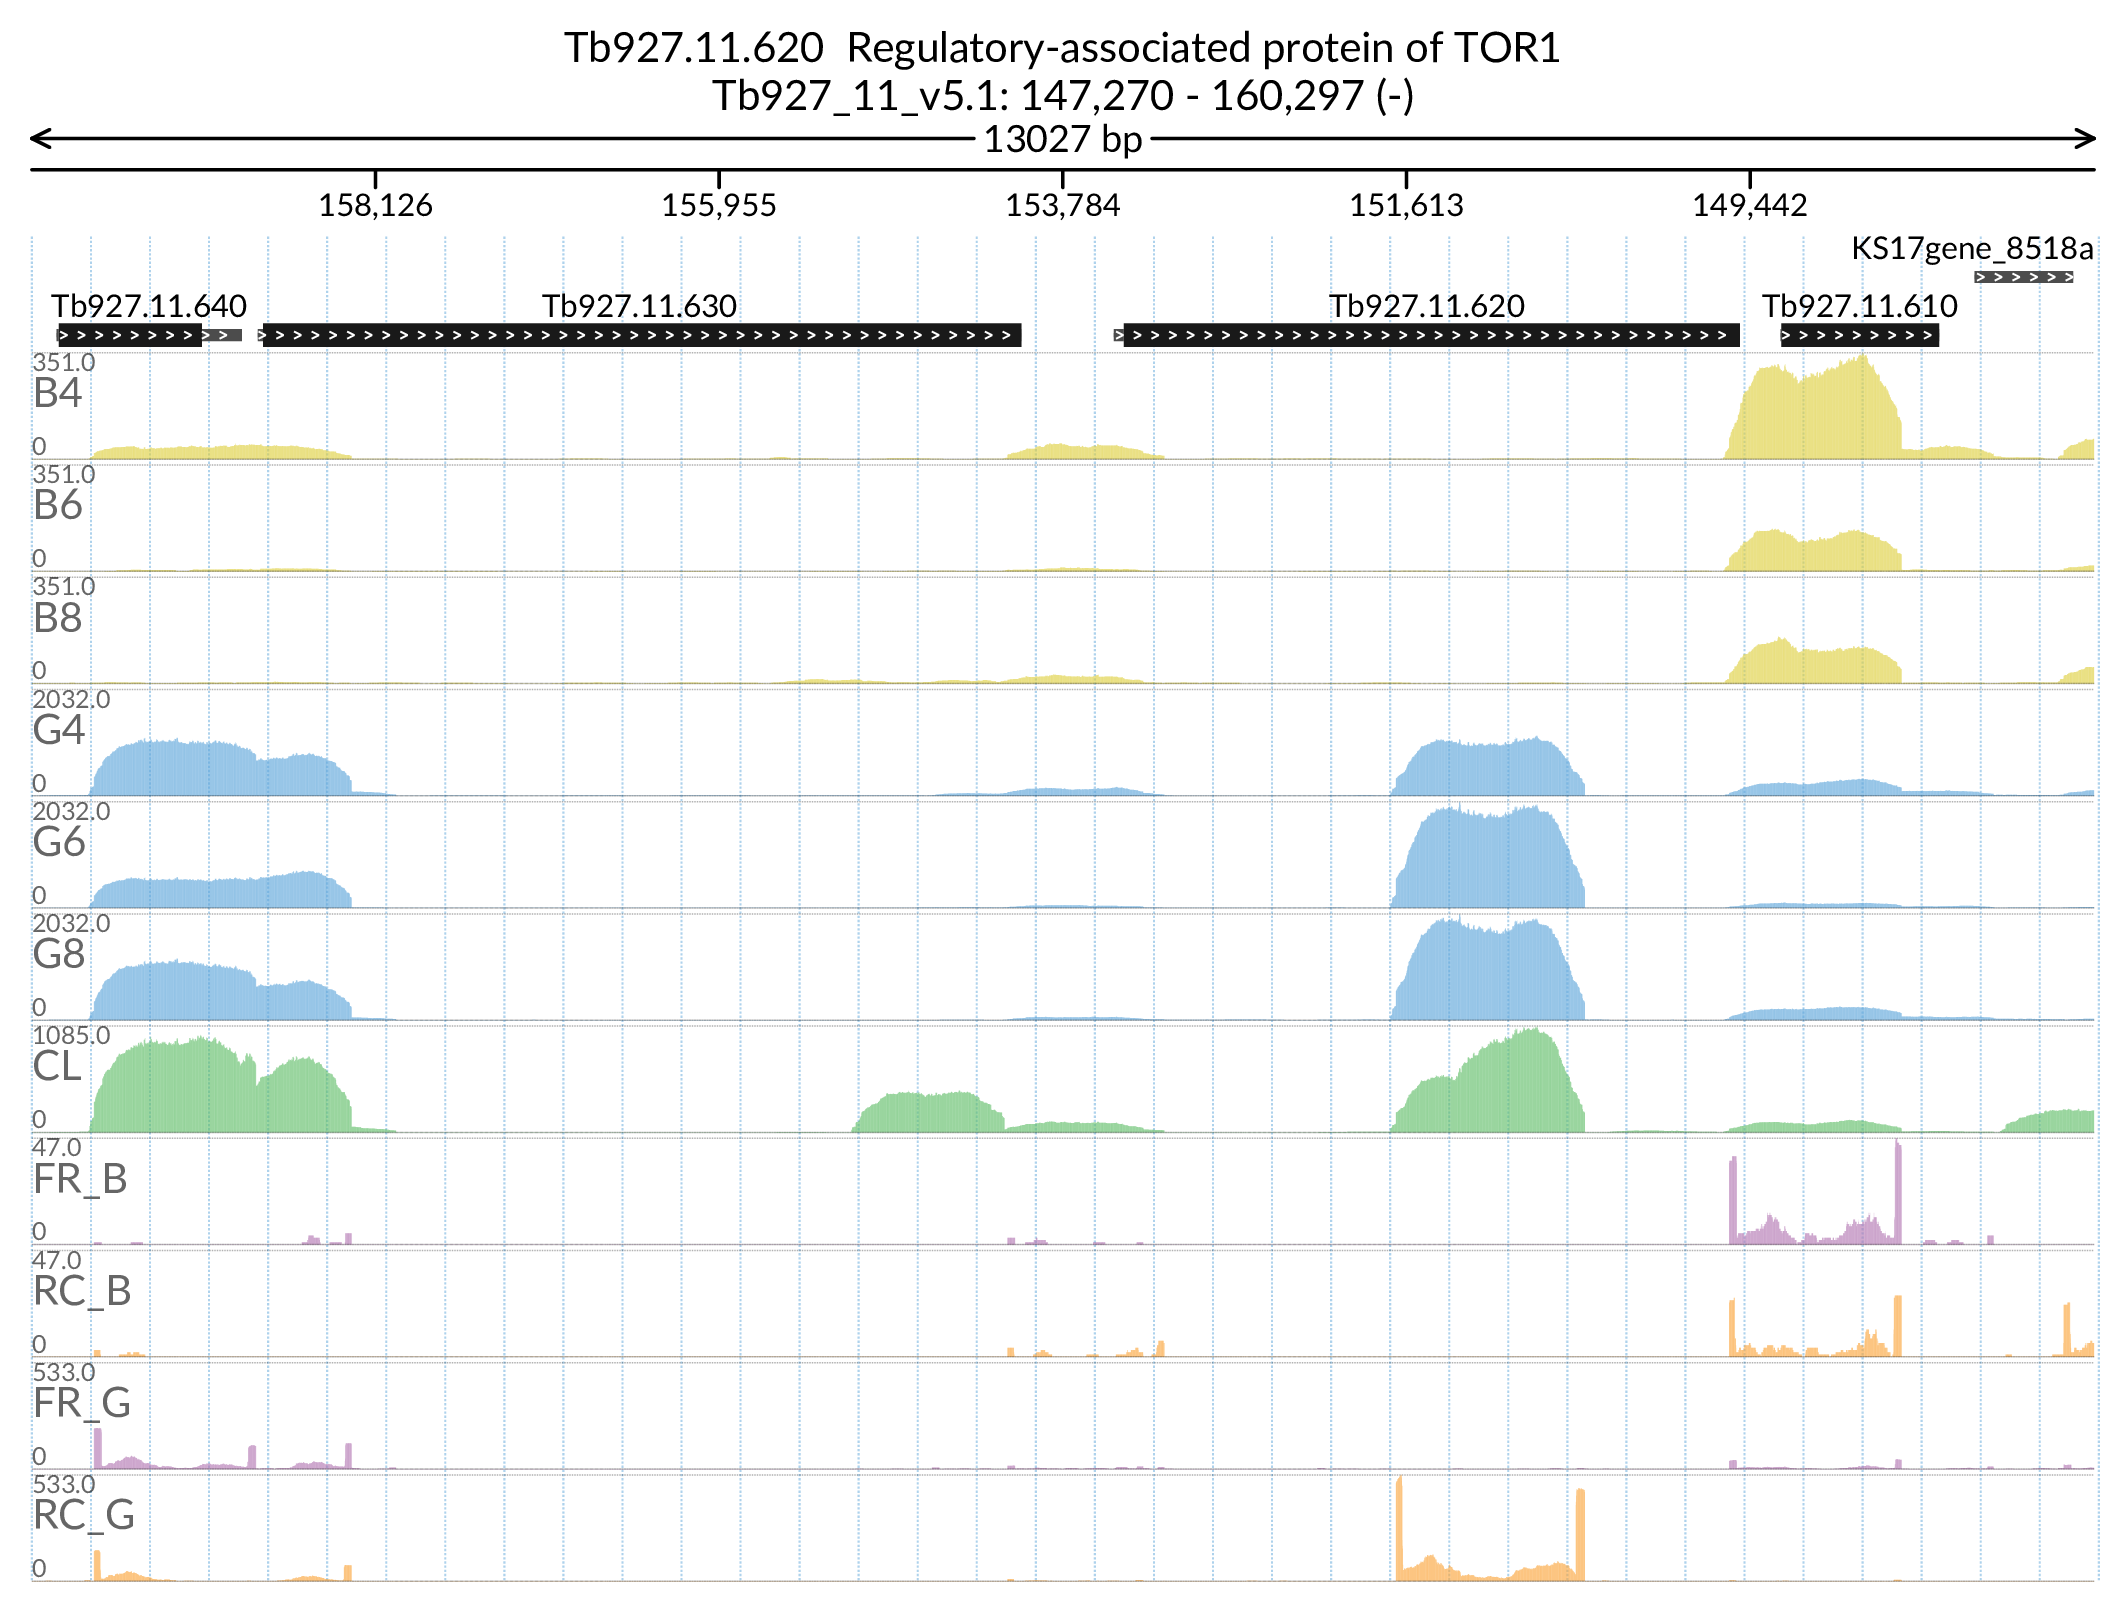 Tb927.11.620  Regulatory-associated protein of TOR1
Tb927_11_v5.1: 147,270 - 160,297 (-)
13027 bp
158,126 155,955 153,784 151,613 149,442
KS17gene_8518a
Tb927.11.640 Tb927.11.630 Tb927.11.620 Tb927.11.610
351.0
B4
0
351.0
B6
0
351.0
B8
0
2032.0
G4
0
2032.0
G6
0
2032.0
G8
0
1085.0
CL
0
47.0
FR_B
0
47.0
RC_B
0
533.0
FR_G
0
533.0
RC_G
0